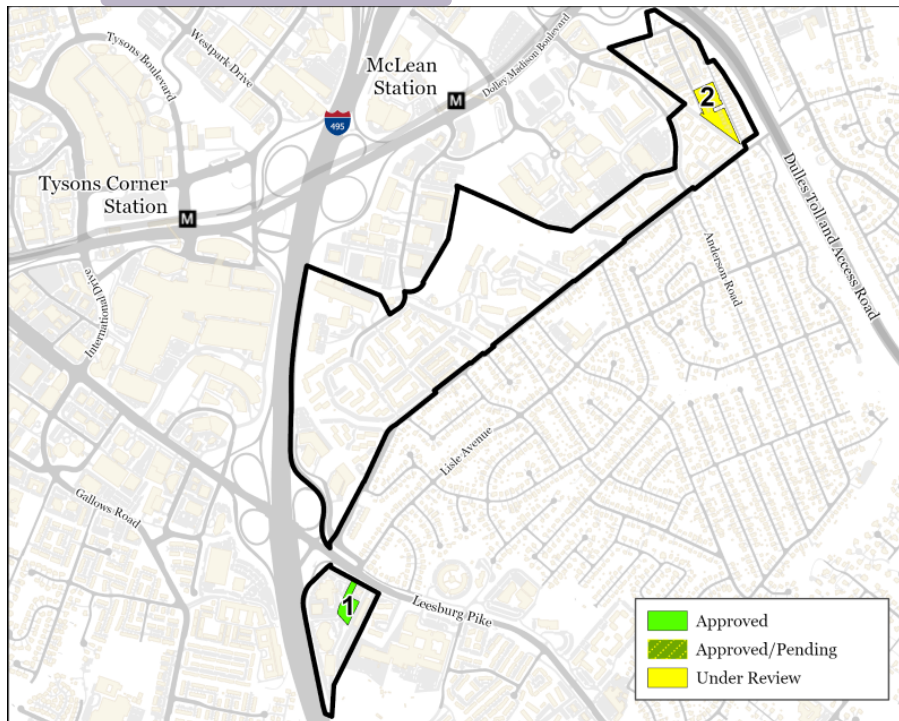 Tysons Boulevard
Westpark Drive
McLean
Station
M
Dolley Madison Boulevard
495
2
Tysons Corner
Station
M
Dulles Toll and Access Road
Anderson Road
International Drive
Lisle Avenue
Gallows Road
1
Leesburg Pike
Approved
Approved/Pending
Under Review